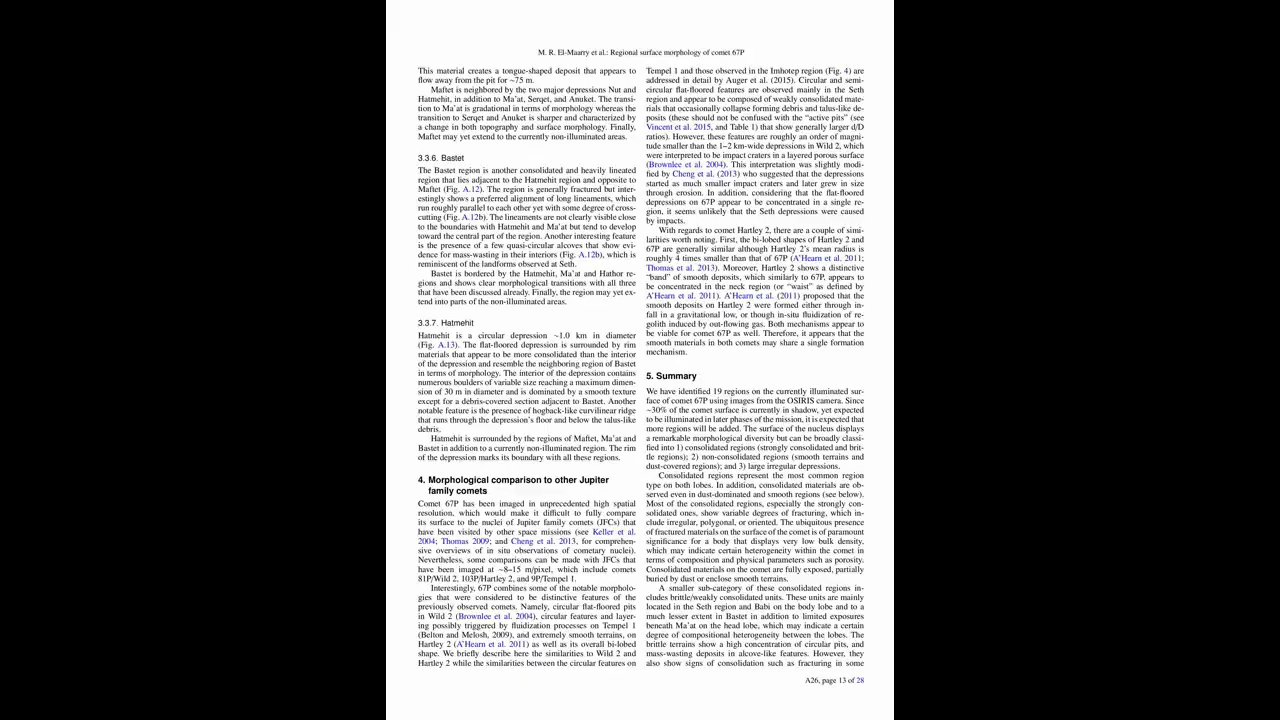 M. R. El-Maarry et al.: Regional surface morphology of comet 67P
This material creates a tongue-shaped deposit that appears to
flow away from the pit for ~75 m.
Maftet is neighbored by the two major depressions Nut and
Hatmehit, in addition to Ma'at, Serqet, and Anuket. The transi-
tion to Ma'at is gradational in terms of morphology whereas the
transition to Serqet and Anuket is sharper and characterized by
a change in both topography and surface morphology. Finally,
Maftet may yet extend to the currently non-illuminated areas.
3.3.6. Bastet
The Bastet region is another consolidated and heavily lineated
region that lies adjacent to the Hatmehit region and opposite to
Maftet (Fig. A.12). The region is generally fractured but inter-
estingly shows a preferred alignment of long lineaments, which
run roughly parallel to each other yet with some degree of cross-
cutting (Fig. A.12b). The lineaments are not clearly visible close
to the boundaries with Hatmehit and Ma'at but tend to develop
toward the central part of the region. Another interesting feature
is the presence of a few quasi-circular alcoves that show evi-
dence for mass-wasting in their interiors (Fig. A.12b), which is
reminiscent of the landforms observed at Seth.
Bastet is bordered by the Hatmehit, Ma'at and Hathor re-
gions and shows clear morphological transitions with all three
that have been discussed already. Finally, the region may yet ex-
tend into parts of the non-illuminated areas.
3.3.7. Hatmehit
Hatmehit is a circular depression ~1.0 km in diameter
(Fig. A.13). The flat-floored depression is surrounded by rim
materials that appear to be more consolidated than the interior
of the depression and resemble the neighboring region of Bastet
in terms of morphology. The interior of the depression contains
numerous boulders of variable size reaching a maximum dimen-
sion of 30 m in diameter and is dominated by a smooth texture
except for a debris-covered section adjacent to Bastet. Another
notable feature is the presence of hogback-like curvilinear ridge
that runs through the depression's floor and below the talus-like
debris.
Hatmehit is surrounded by the regions of Maftet, Ma'at and
Bastet in addition to a currently non-illuminated region. The rim
of the depression marks its boundary with all these regions.
4. Morphological comparison to other Jupiter
family comets
Comet 67P has been imaged in unprecedented high spatial
resolution, which would make it difficult to fully compare
its surface to the nuclei of Jupiter family comets (JFCs) that
have been visited by other space missions (see Keller et al.
2004; Thomas 2009; and Cheng et al. 2013, for comprehen-
sive overviews of in situ observations of cometary nuclei).
Nevertheless, some comparisons can be made with JFCs that
have been imaged at ~8–15 m/pixel, which include comets
81P/Wild 2, 103P/Hartley 2, and 9P/Tempel 1.
Interestingly, 67P combines some of the notable morpholo-
gies that were considered to be distinctive features of the
previously observed comets. Namely, circular flat-floored pits
in Wild 2 (Brownlee et al. 2004), circular features and layer-
ing possibly triggered by fluidization processes on Tempel 1
(Belton and Melosh, 2009), and extremely smooth terrains, on
Hartley 2 (A'Hearn et al. 2011) as well as its overall bi-lobed
shape. We briefly describe here the similarities to Wild 2 and
Hartley 2 while the similarities between the circular features on
Tempel 1 and those observed in the Imhotep region (Fig. 4) are
addressed in detail by Auger et al. (2015). Circular and semi-
circular flat-floored features are observed mainly in the Seth
region and appear to be composed of weakly consolidated mate-
rials that occasionally collapse forming debris and talus-like de-
posits (these should not be confused with the "active pits" (see
Vincent et al. 2015, and Table 1) that show generally larger d/D
ratios). However, these features are roughly an order of magni-
tude smaller than the 1–2 km-wide depressions in Wild 2, which
were interpreted to be impact craters in a layered porous surface
(Brownlee et al. 2004). This interpretation was slightly modi-
fied by Cheng et al. (2013) who suggested that the depressions
started as much smaller impact craters and later grew in size
through erosion. In addition, considering that the flat-floored
depressions on 67P appear to be concentrated in a single re-
gion, it seems unlikely that the Seth depressions were caused
by impacts.
With regards to comet Hartley 2, there are a couple of simi-
larities worth noting. First, the bi-lobed shapes of Hartley 2 and
67P are generally similar although Hartley 2's mean radius is
roughly 4 times smaller than that of 67P (A'Hearn et al. 2011;
Thomas et al. 2013). Moreover, Hartley 2 shows a distinctive
"band" of smooth deposits, which similarly to 67P, appears to
be concentrated in the neck region (or "waist" as defined by
A'Hearn et al. 2011). A'Hearn et al. (2011) proposed that the
smooth deposits on Hartley 2 were formed either through in-
fall in a gravitational low, or though in-situ fluidization of re-
golith induced by out-flowing gas. Both mechanisms appear to
be viable for comet 67P as well. Therefore, it appears that the
smooth materials in both comets may share a single formation
mechanism.
5. Summary
We have identified 19 regions on the currently illuminated sur-
face of comet 67P using images from the OSIRIS camera. Since
~30% of the comet surface is currently in shadow, yet expected
to be illuminated in later phases of the mission, it is expected that
more regions will be added. The surface of the nucleus displays
a remarkable morphological diversity but can be broadly classi-
fied into 1) consolidated regions (strongly consolidated and brit-
tle regions); 2) non-consolidated regions (smooth terrains and
dust-covered regions); and 3) large irregular depressions.
Consolidated regions represent the most common region
type on both lobes. In addition, consolidated materials are ob-
served even in dust-dominated and smooth regions (see below).
Most of the consolidated regions, especially the strongly con-
solidated ones, show variable degrees of fracturing, which in-
clude irregular, polygonal, or oriented. The ubiquitous presence
of fractured materials on the surface of the comet is of paramount
significance for a body that displays very low bulk density,
which may indicate certain heterogeneity within the comet in
terms of composition and physical parameters such as porosity.
Consolidated materials on the comet are fully exposed, partially
buried by dust or enclose smooth terrains.
A smaller sub-category of these consolidated regions in-
cludes brittle/weakly consolidated units. These units are mainly
located in the Seth region and Babi on the body lobe and to a
much lesser extent in Bastet in addition to limited exposures
beneath Ma'at on the head lobe, which may indicate a certain
degree of compositional heterogeneity between the lobes. The
brittle terrains show a high concentration of circular pits, and
mass-wasting deposits in alcove-like features. However, they
also show signs of consolidation such as fracturing in some
A26, page 13 of 28